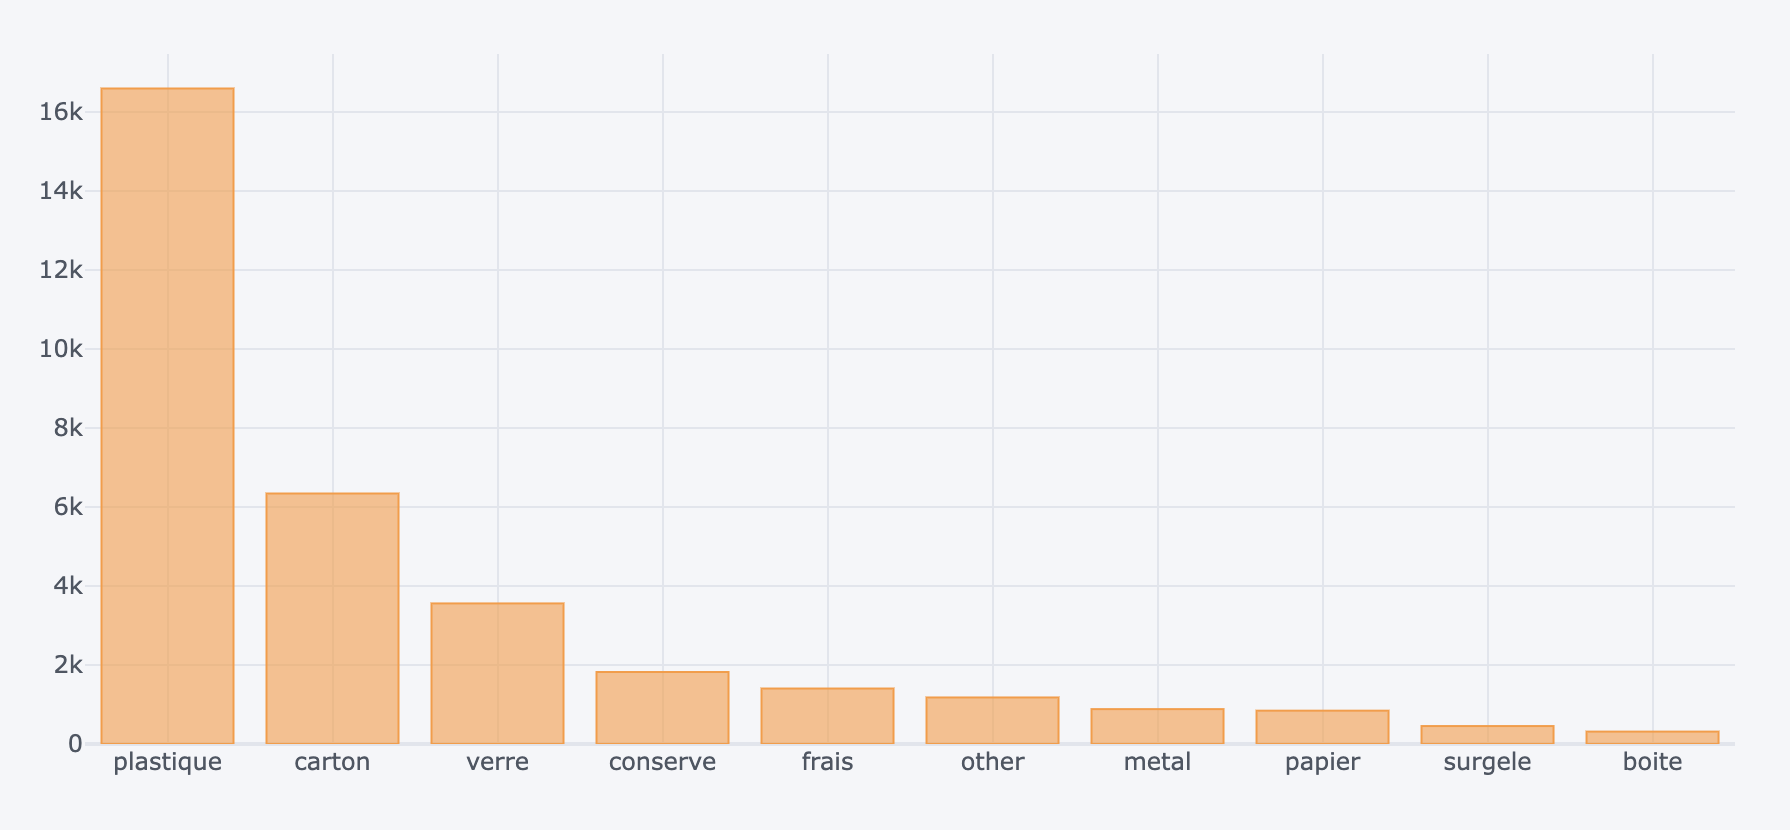 16k
14k
12k
10k
8k
6k
4k
2k
0
plastique carton verre conserve frais other metal papier surgele boite